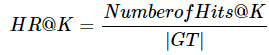 HR@K = NumberofHits@K / |GT|